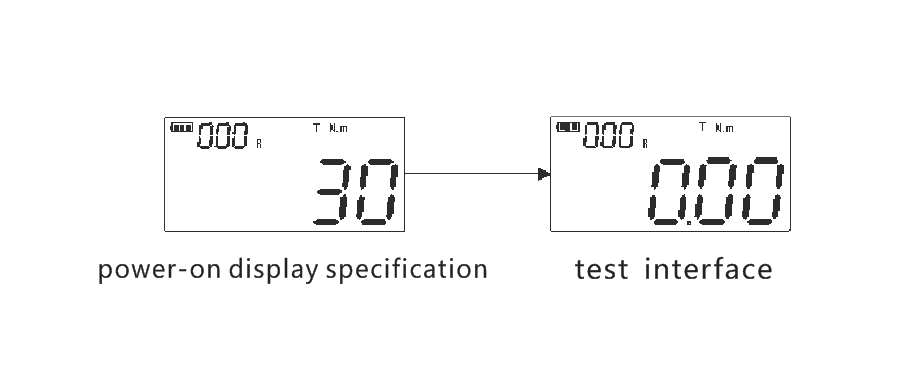 000 R T N.m
30
power-on display specification
000 R T N.m
0.00
test interface